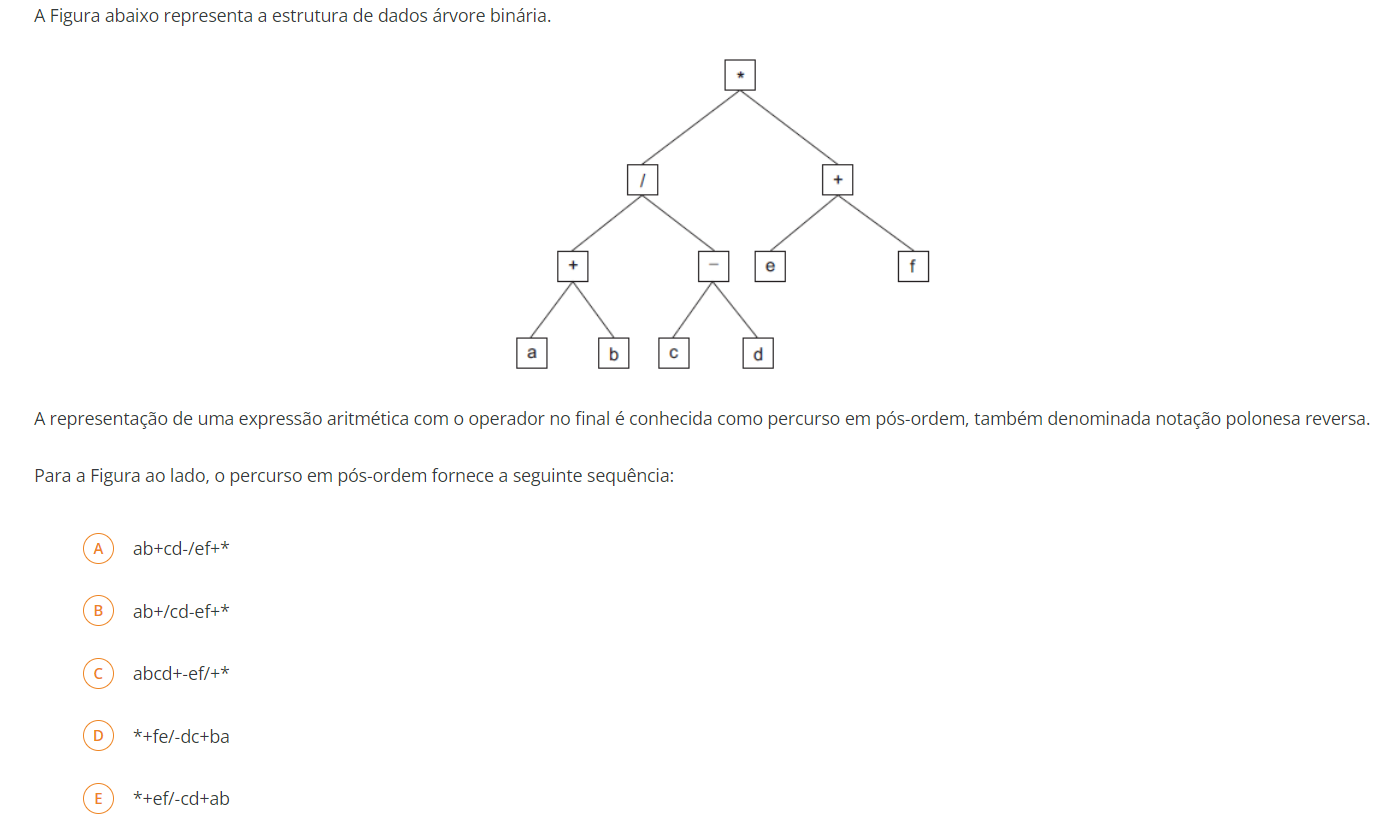 A Figura abaixo representa a estrutura de dados árvore binária.
*
/ +
+ − e f
a b c d
A representação de uma expressão aritmética com o operador no final é conhecida como percurso em pós-ordem, também denominada notação polonesa reversa.
Para a Figura ao lado, o percurso em pós-ordem fornece a seguinte sequência:
A ab+cd-/ef+*
B ab+/cd-ef+*
C abcd+-ef/+*
D *+fe/-dc+ba
E *+ef/-cd+ab